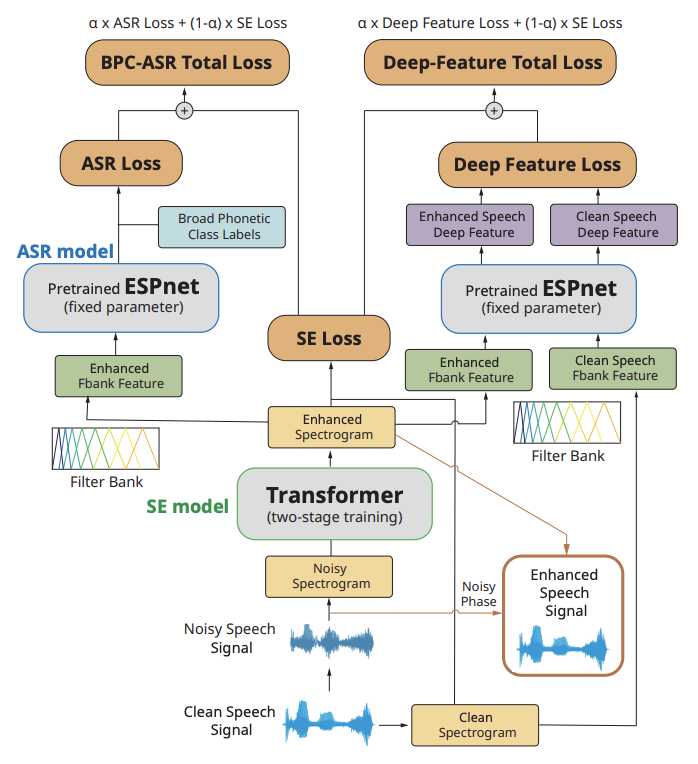 α x ASR Loss + (1-α) x SE Loss
α x Deep Feature Loss + (1-α) x SE Loss
BPC-ASR Total Loss
Deep-Feature Total Loss
+
+
ASR Loss
Deep Feature Loss
Broad Phonetic
Class Labels
Enhanced Speech
Deep Feature
Clean Speech
Deep Feature
ASR model
Pretrained ESPnet
(fixed parameter)
Pretrained ESPnet
(fixed parameter)
SE Loss
Enhanced
Fbank Feature
Enhanced
Fbank Feature
Clean Speech
Fbank Feature
Enhanced
Spectrogram
Filter Bank
Filter Bank
SE model
Transformer
(two-stage training)
Noisy
Spectrogram
Noisy
Phase
Enhanced
Speech
Signal
Noisy Speech
Signal
Clean Speech
Signal
Clean
Spectrogram